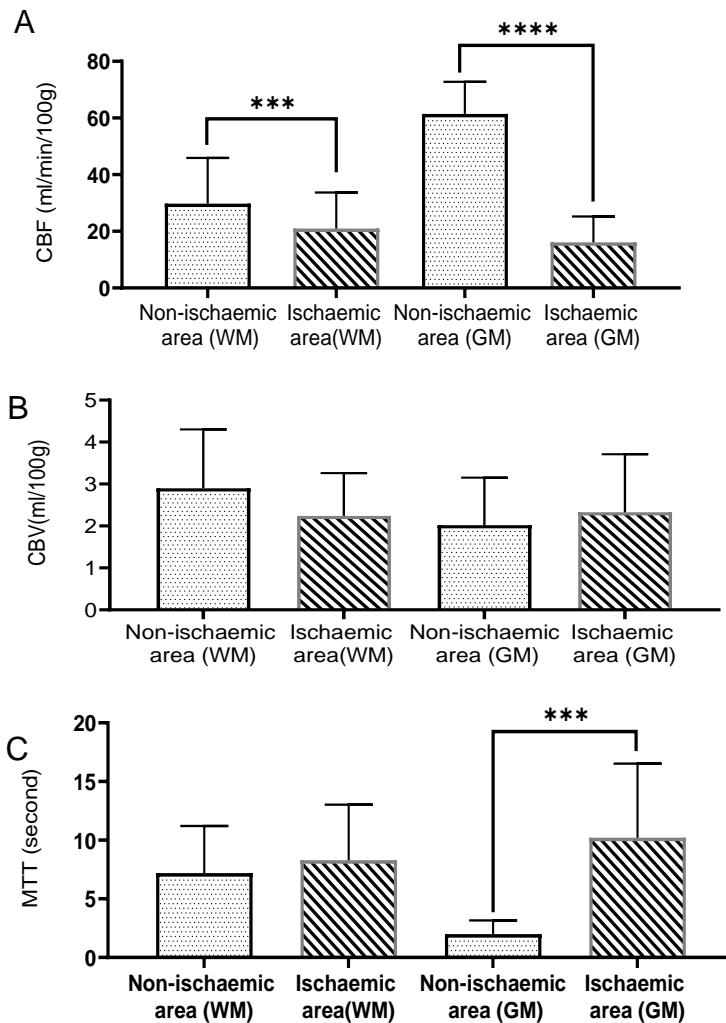 A
****
***
80
60
40
20
0
CBF (ml/min/100g)
Non-ischaemic Ischaemic Non-ischaemic Ischaemic
area (WM) area(WM) area (GM) area (GM)
B
5
4
3
2
1
0
CBV(ml/100g)
Non-ischaemic Ischaemic Non-ischaemic Ischaemic
area (WM) area(WM) area (GM) area (GM)
C
***
20
15
10
5
0
MTT (second)
Non-ischaemic Ischaemic Non-ischaemic Ischaemic
area (WM) area(WM) area (GM) area (GM)